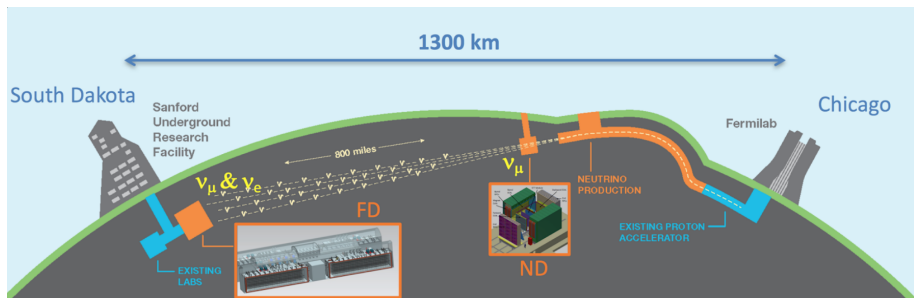 1300 km
South Dakota
Chicago
Sanford
Underground
Research
Facility
Fermilab
800 miles
νμ & νe
νμ
NEUTRINO
PRODUCTION
FD
EXISTING PROTON
ACCELERATOR
EXISTING
LABS
ND